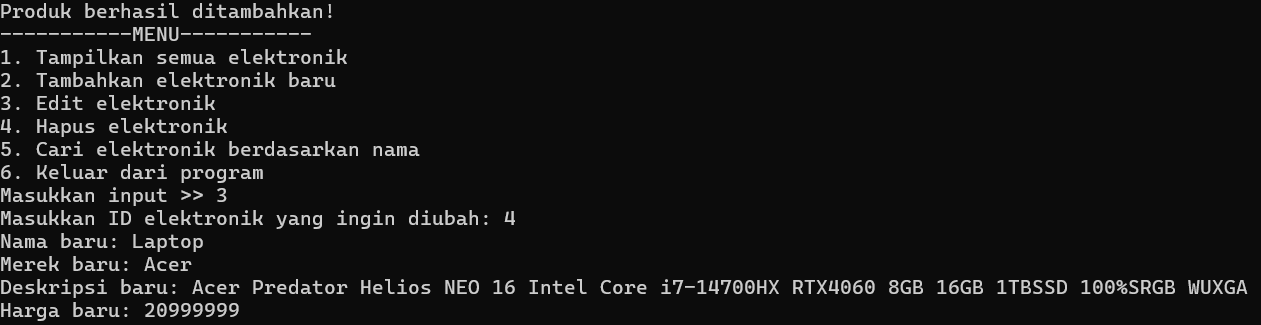 Produk berhasil ditambahkan!
-----------MENU-----------
1. Tampilkan semua elektronik
2. Tambahkan elektronik baru
3. Edit elektronik
4. Hapus elektronik
5. Cari elektronik berdasarkan nama
6. Keluar dari program
Masukkan input >> 3
Masukkan ID elektronik yang ingin diubah: 4
Nama baru: Laptop
Merek baru: Acer
Deskripsi baru: Acer Predator Helios NEO 16 Intel Core i7-14700HX RTX4060 8GB 16GB 1TBSSD 100%SRGB WUXGA
Harga baru: 20999999